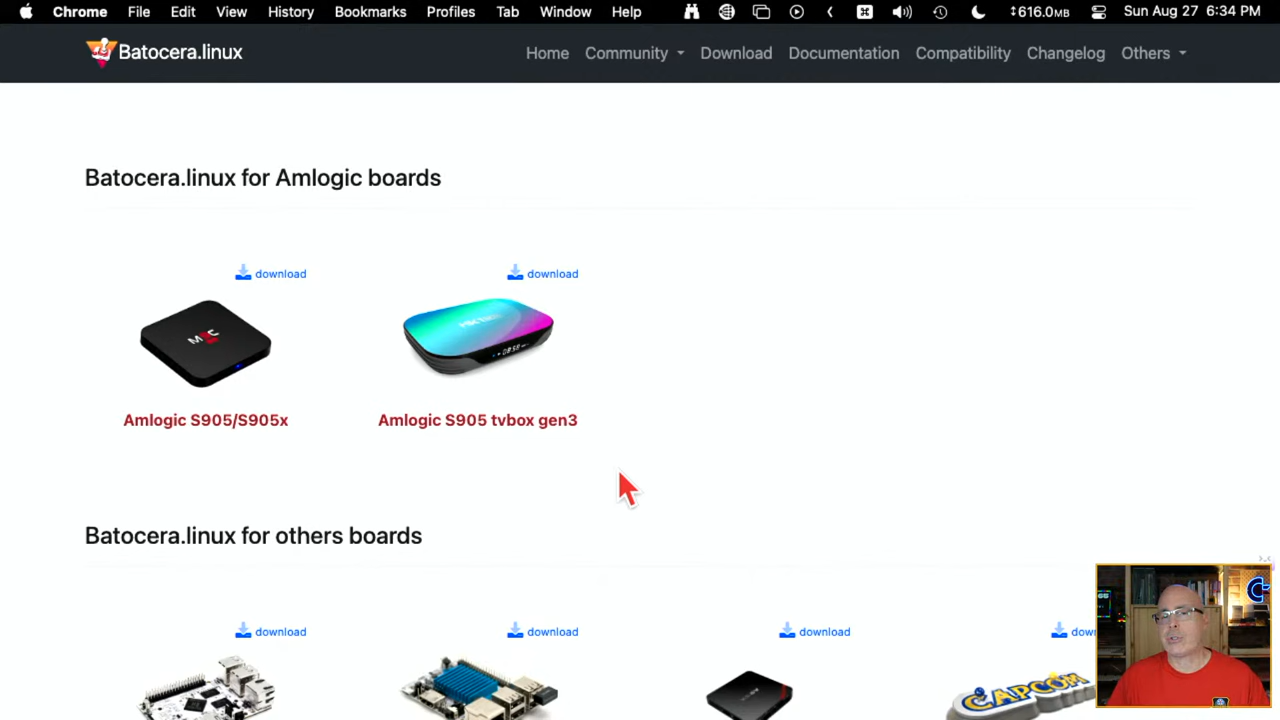 Chrome File Edit View History Bookmarks Profiles Tab Window Help 616.0MB Sun Aug 27 6:34 PM
Batocera.linux Home Community Download Documentation Compatibility Changelog Others
Batocera.linux for Amlogic boards
download download
Amlogic S905/S905x Amlogic S905 tvbox gen3
Batocera.linux for others boards
download download download dow
CAPCOM